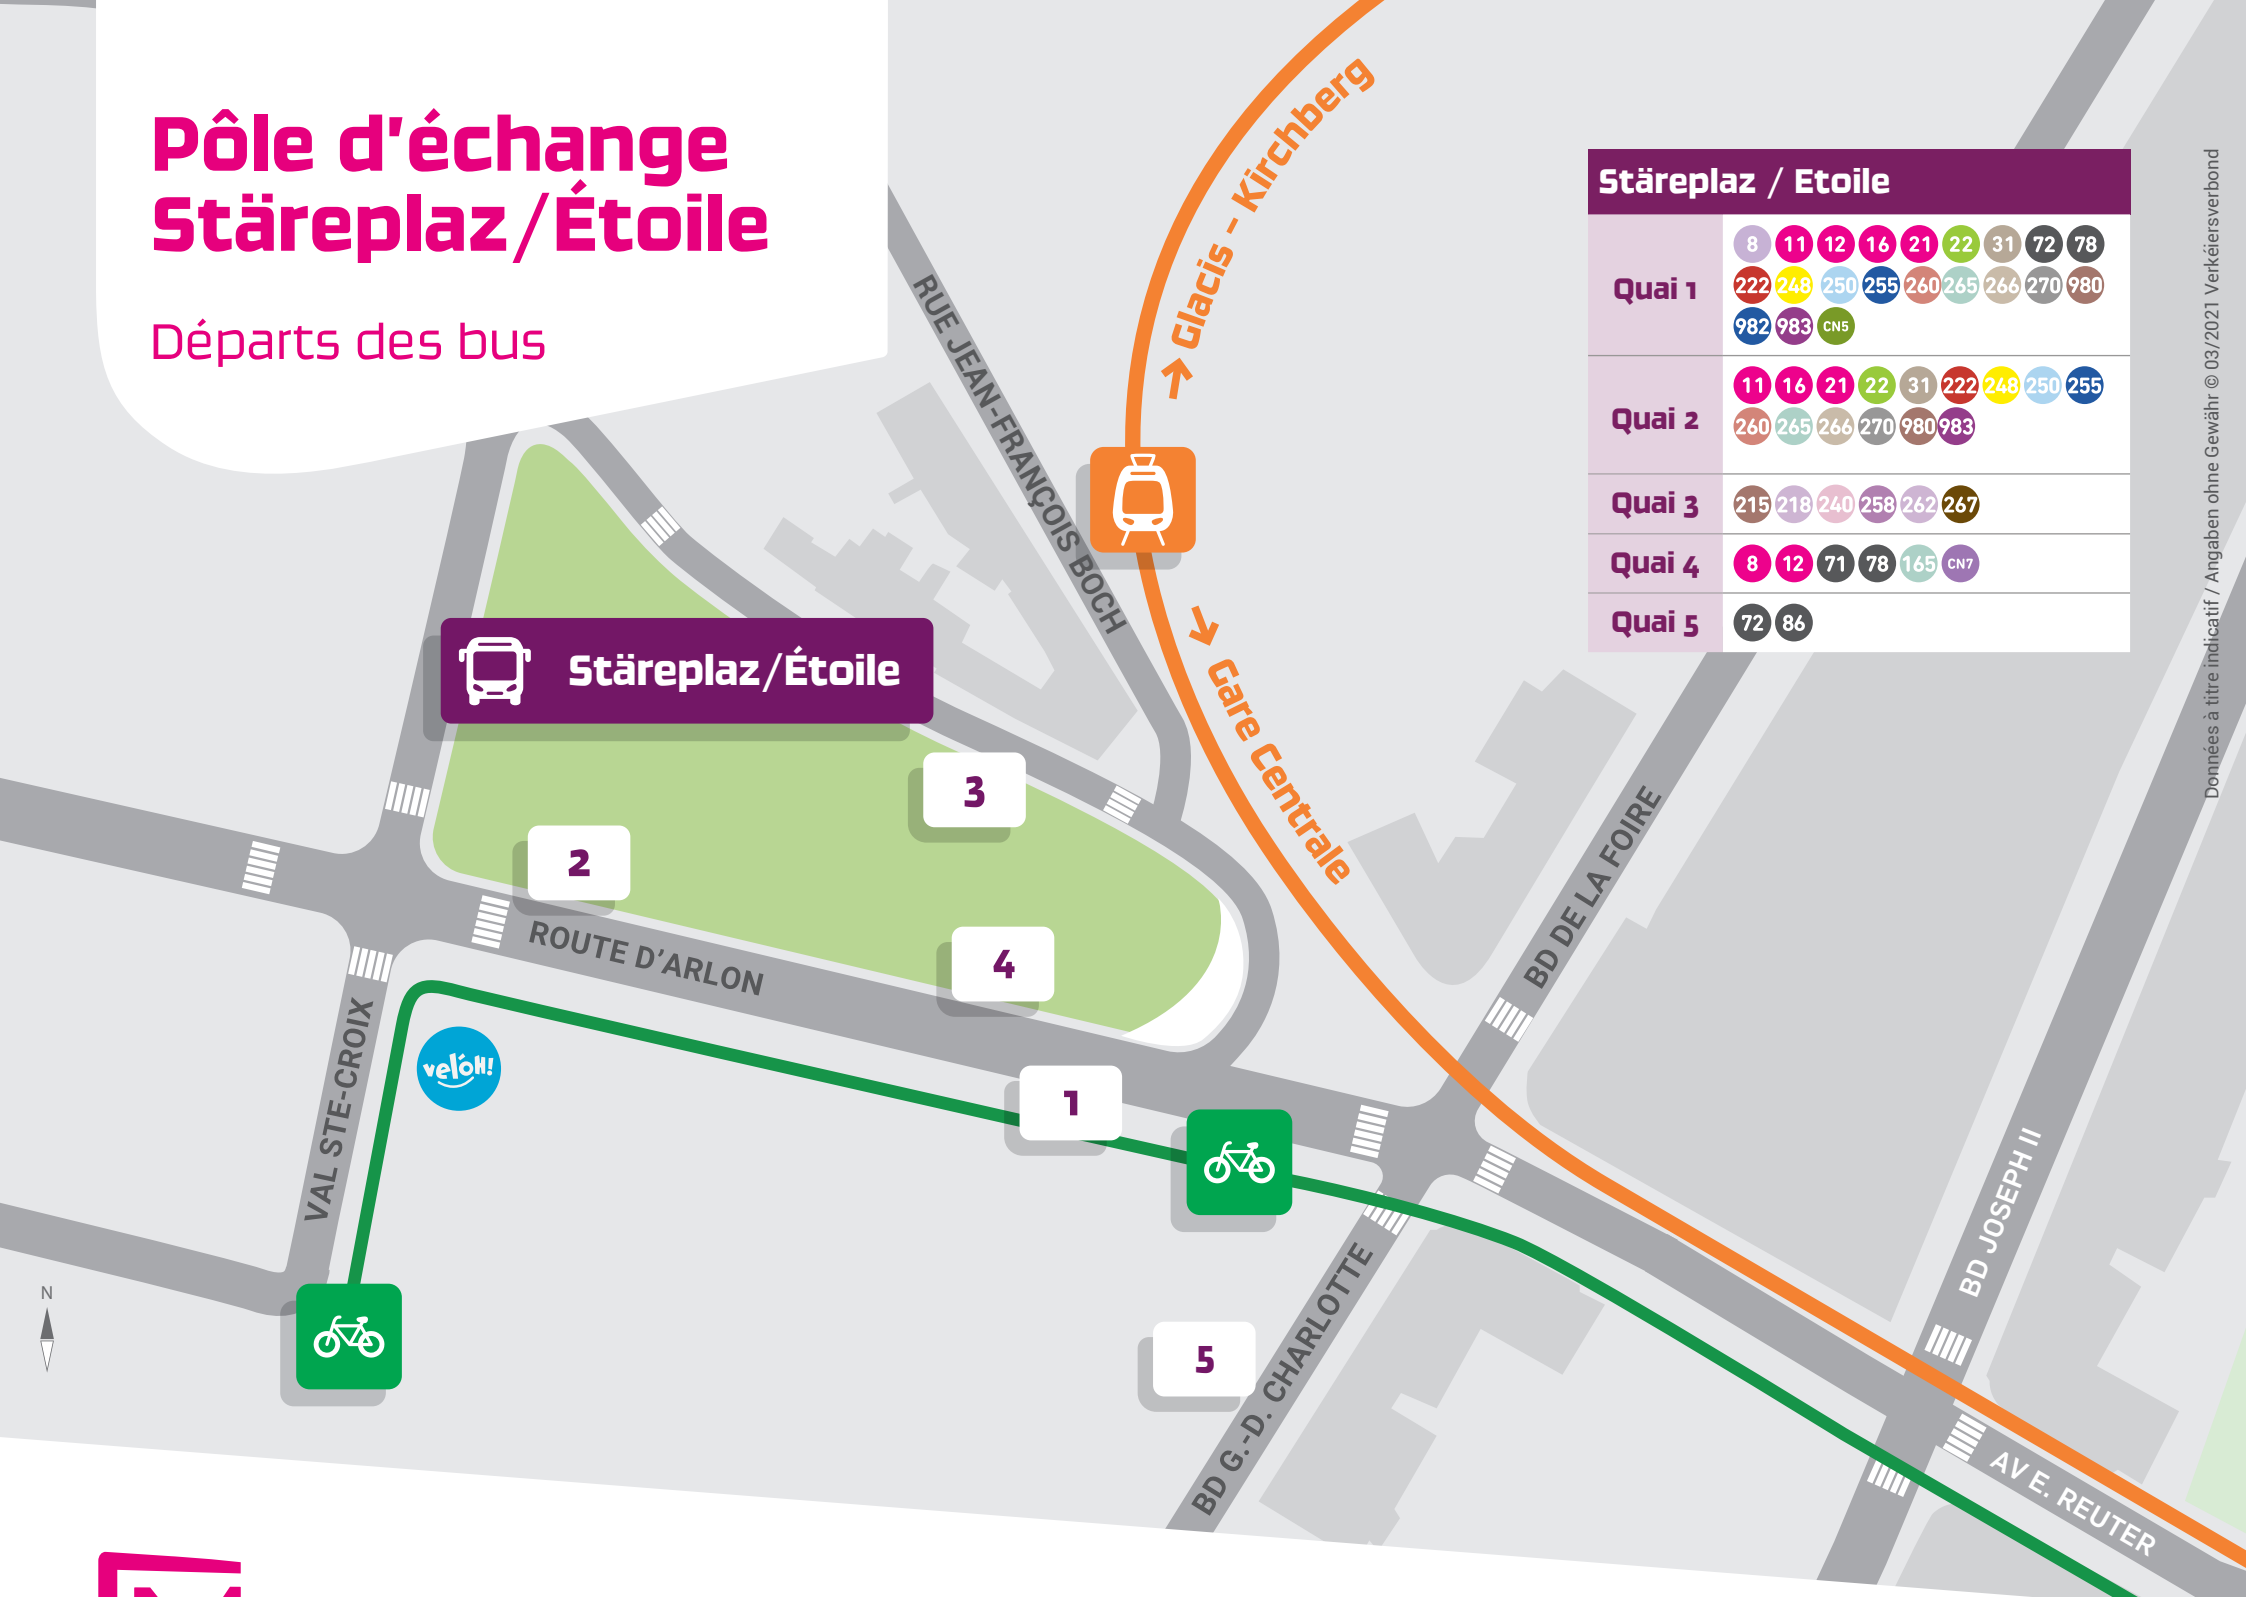 Pôle d'échange
Stäreplaz/Étoile
Départs des bus
Stäreplaz / Etoile
Quai 1
8 11 12 16 21 22 31 72 78
222 248 250 255 260 265 266 270 980
982 983 CN5
Quai 2
11 16 21 22 31 222 248 250 255
260 265 266 270 980 983
Quai 3
215 218 240 258 262 267
Quai 4
8 12 71 78 165 CN7
Quai 5
72 86
Données à titre indicatif / Angaben ohne Gewähr © 03/2021 Verkéiersverbond
Glacis - Kirchberg
Gare Centrale
RUE JEAN-FRANÇOIS BOCH
Stäreplaz/Étoile
3
2
4
1
5
ROUTE D'ARLON
VAL STE-CROIX
vel'OH!
BD DE LA FOIRE
BD JOSEPH II
BD G.-D. CHARLOTTE
AV E. REUTER
N